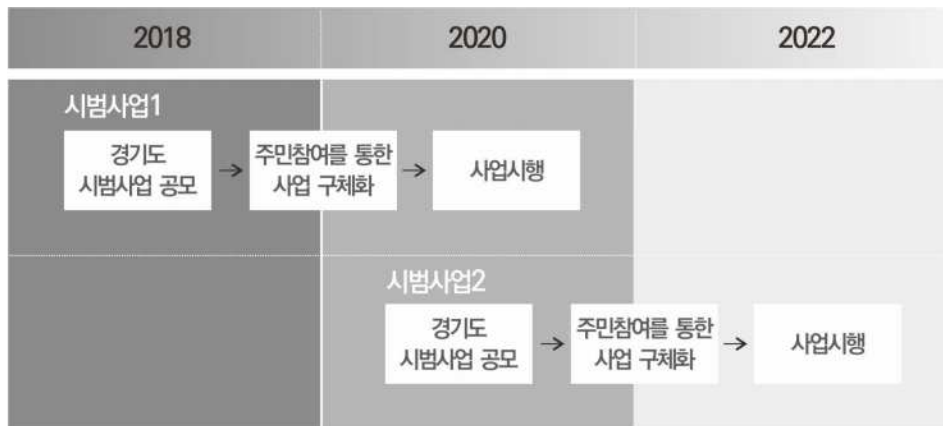 2018 2020 2022
시범사업1
경기도
시범사업 공모
→
주민참여를 통한
사업 구체화
→
사업시행
시범사업2
경기도
시범사업 공모
→
주민참여를 통한
사업 구체화
→
사업시행